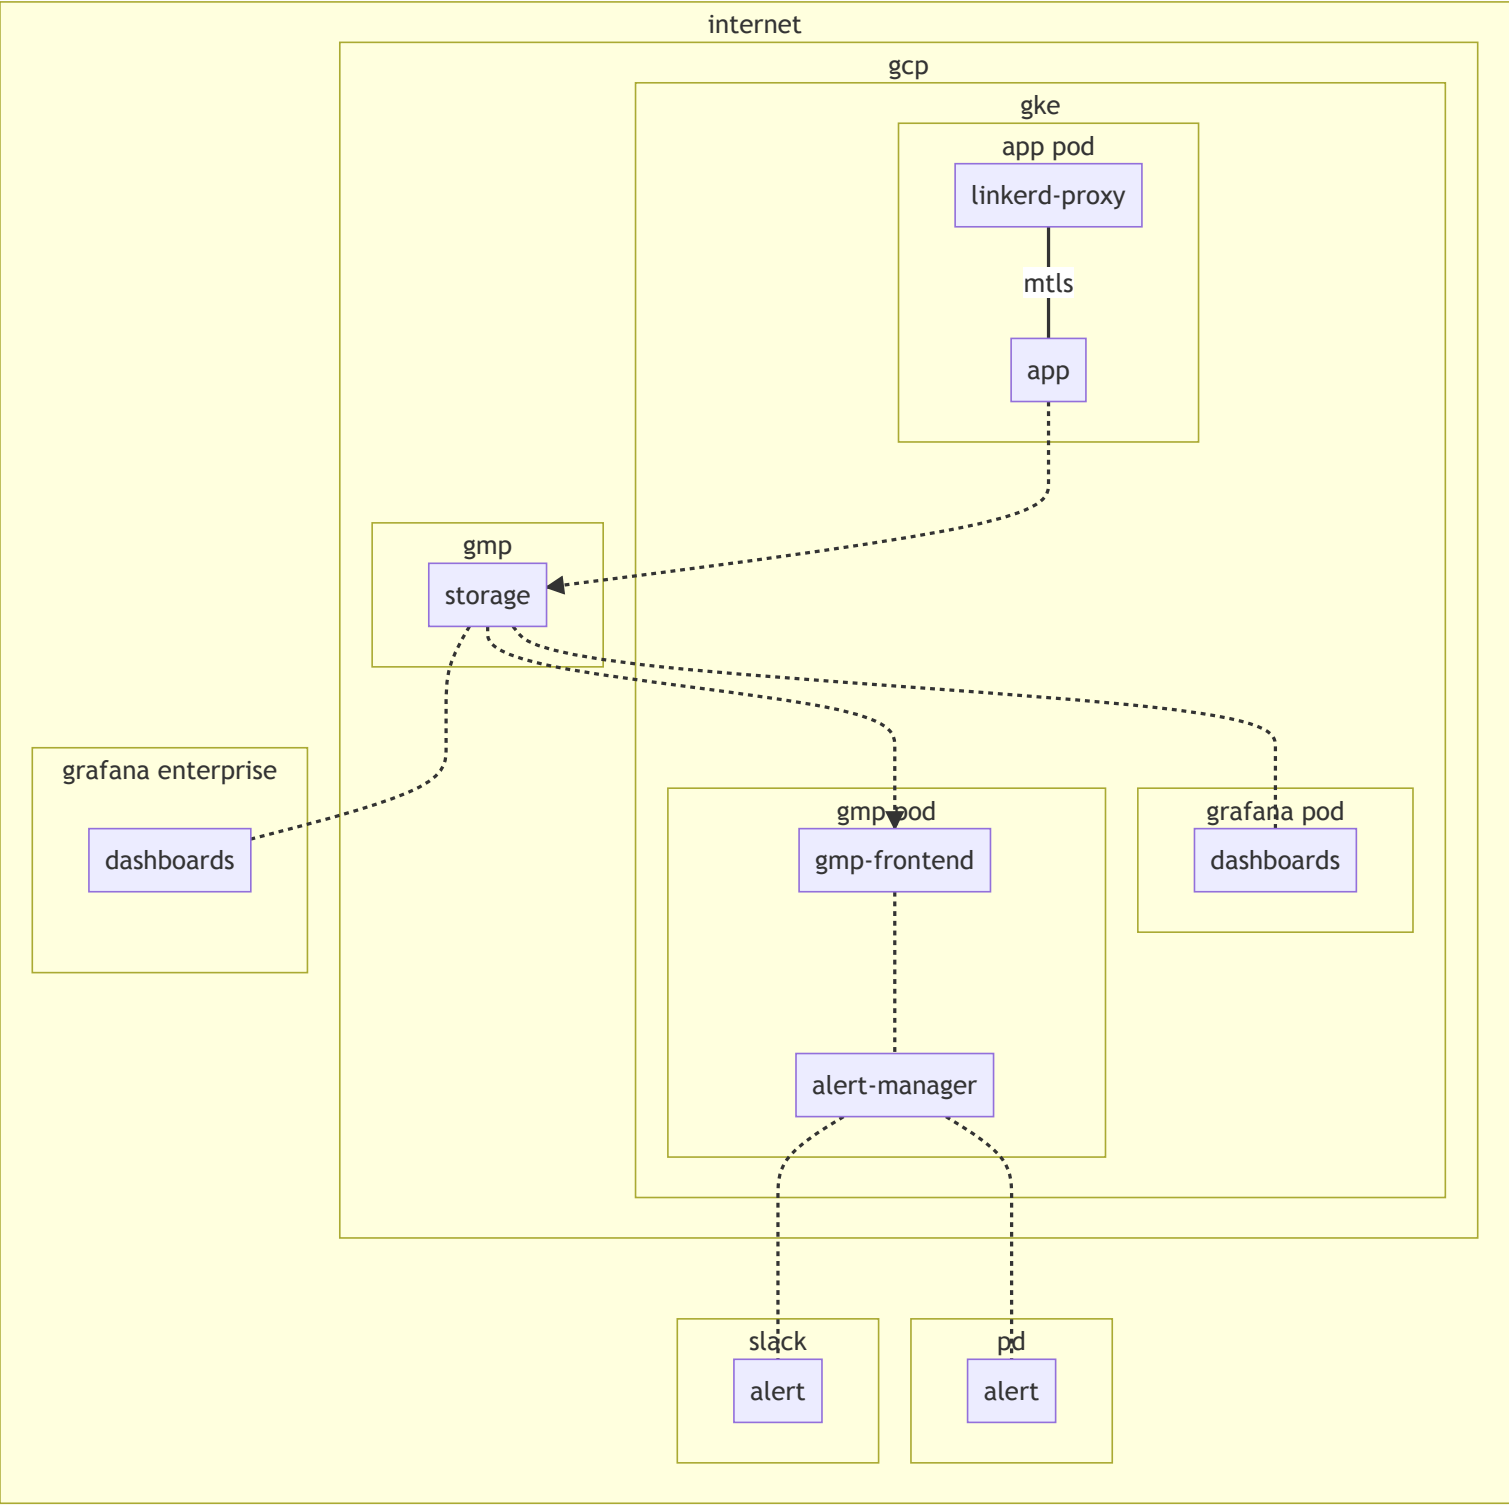 internet
gcp
gke
app pod
linkerd-proxy
mtls
app
gmp
storage
grafana enterprise
dashboards
gmp pod
gmp-frontend
grafana pod
dashboards
alert-manager
slack
alert
pd
alert